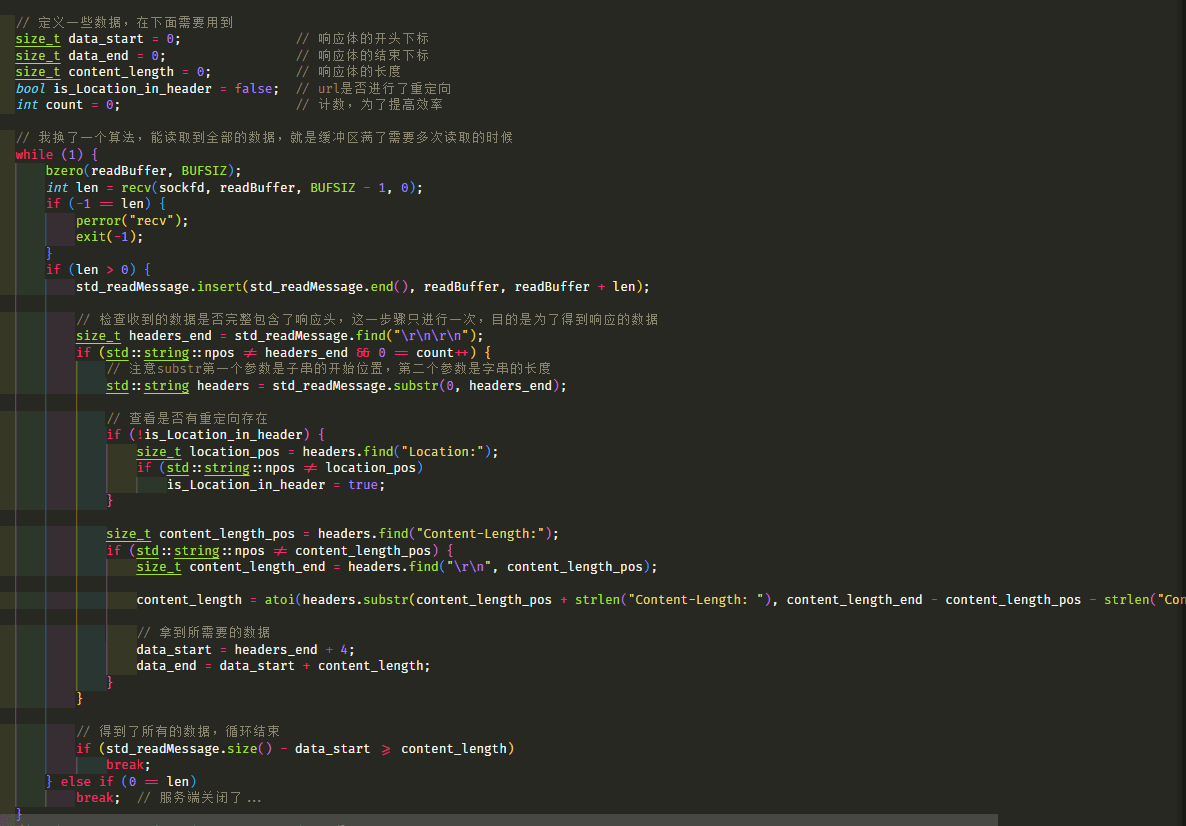 // 定义一些数据，在下面需要用到
size_t data_start = 0;               // 响应体的开头下标
size_t data_end = 0;                 // 响应体的结束下标
size_t content_length = 0;           // 响应体的长度
bool is_Location_in_header = false;  // url是否进行了重定向
int count = 0;                       // 计数，为了提高效率
// 我换了一个算法，能读取到全部的数据，就是缓冲区满了需要多次读取的时候
while (1) {
    bzero(readBuffer, BUFSIZ);
    int len = recv(sockfd, readBuffer, BUFSIZ - 1, 0);
    if (-1 == len) {
        perror("recv");
        exit(-1);
    }
    if (len > 0) {
        std_readMessage.insert(std_readMessage.end(), readBuffer, readBuffer + len);
        // 检查收到的数据是否完整包含了响应头，这一步骤只进行一次，目的是为了得到响应的数据
        size_t headers_end = std_readMessage.find("\r\n\r\n");
        if (std::string::npos != headers_end && 0 == count++) {
            // 注意substr第一个参数是子串的开始位置，第二个参数是字串的长度
            std::string headers = std_readMessage.substr(0, headers_end);
            // 查看是否有重定向存在
            if (!is_Location_in_header) {
                size_t location_pos = headers.find("Location:");
                if (std::string::npos != location_pos)
                    is_Location_in_header = true;
            }
            size_t content_length_pos = headers.find("Content-Length:");
            if (std::string::npos != content_length_pos) {
                size_t content_length_end = headers.find("\r\n", content_length_pos);
                content_length = atoi(headers.substr(content_length_pos + strlen("Content-Length: "), content_length_end - content_length_pos - strlen("Con
                // 拿到所需要的数据
                data_start = headers_end + 4;
                data_end = data_start + content_length;
            }
        }
        // 得到了所有的数据，循环结束
        if (std_readMessage.size() - data_start >= content_length)
            break;
    } else if (0 == len)
        break;  // 服务端关闭了...
}